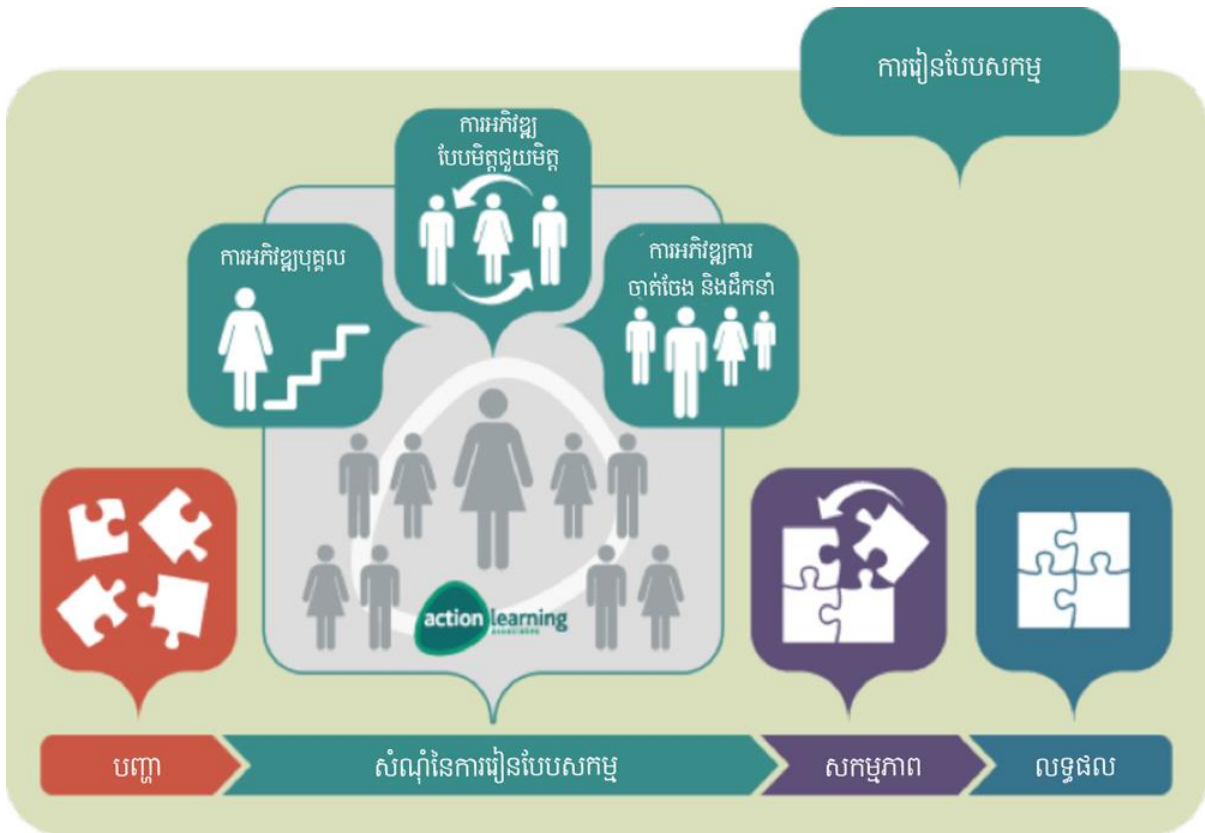 ការរៀនបែបសកម្ម
ការអភិវឌ្ឍ
បែបមិត្តជួយមិត្ត
ការអភិវឌ្ឍបុគ្គល
ការអភិវឌ្ឍការ
ចាត់ចែង និងដឹកនាំ
action learning
associates
បញ្ហា
សំណុំនៃការរៀនបែបសកម្ម
សកម្មភាព
លទ្ធផល